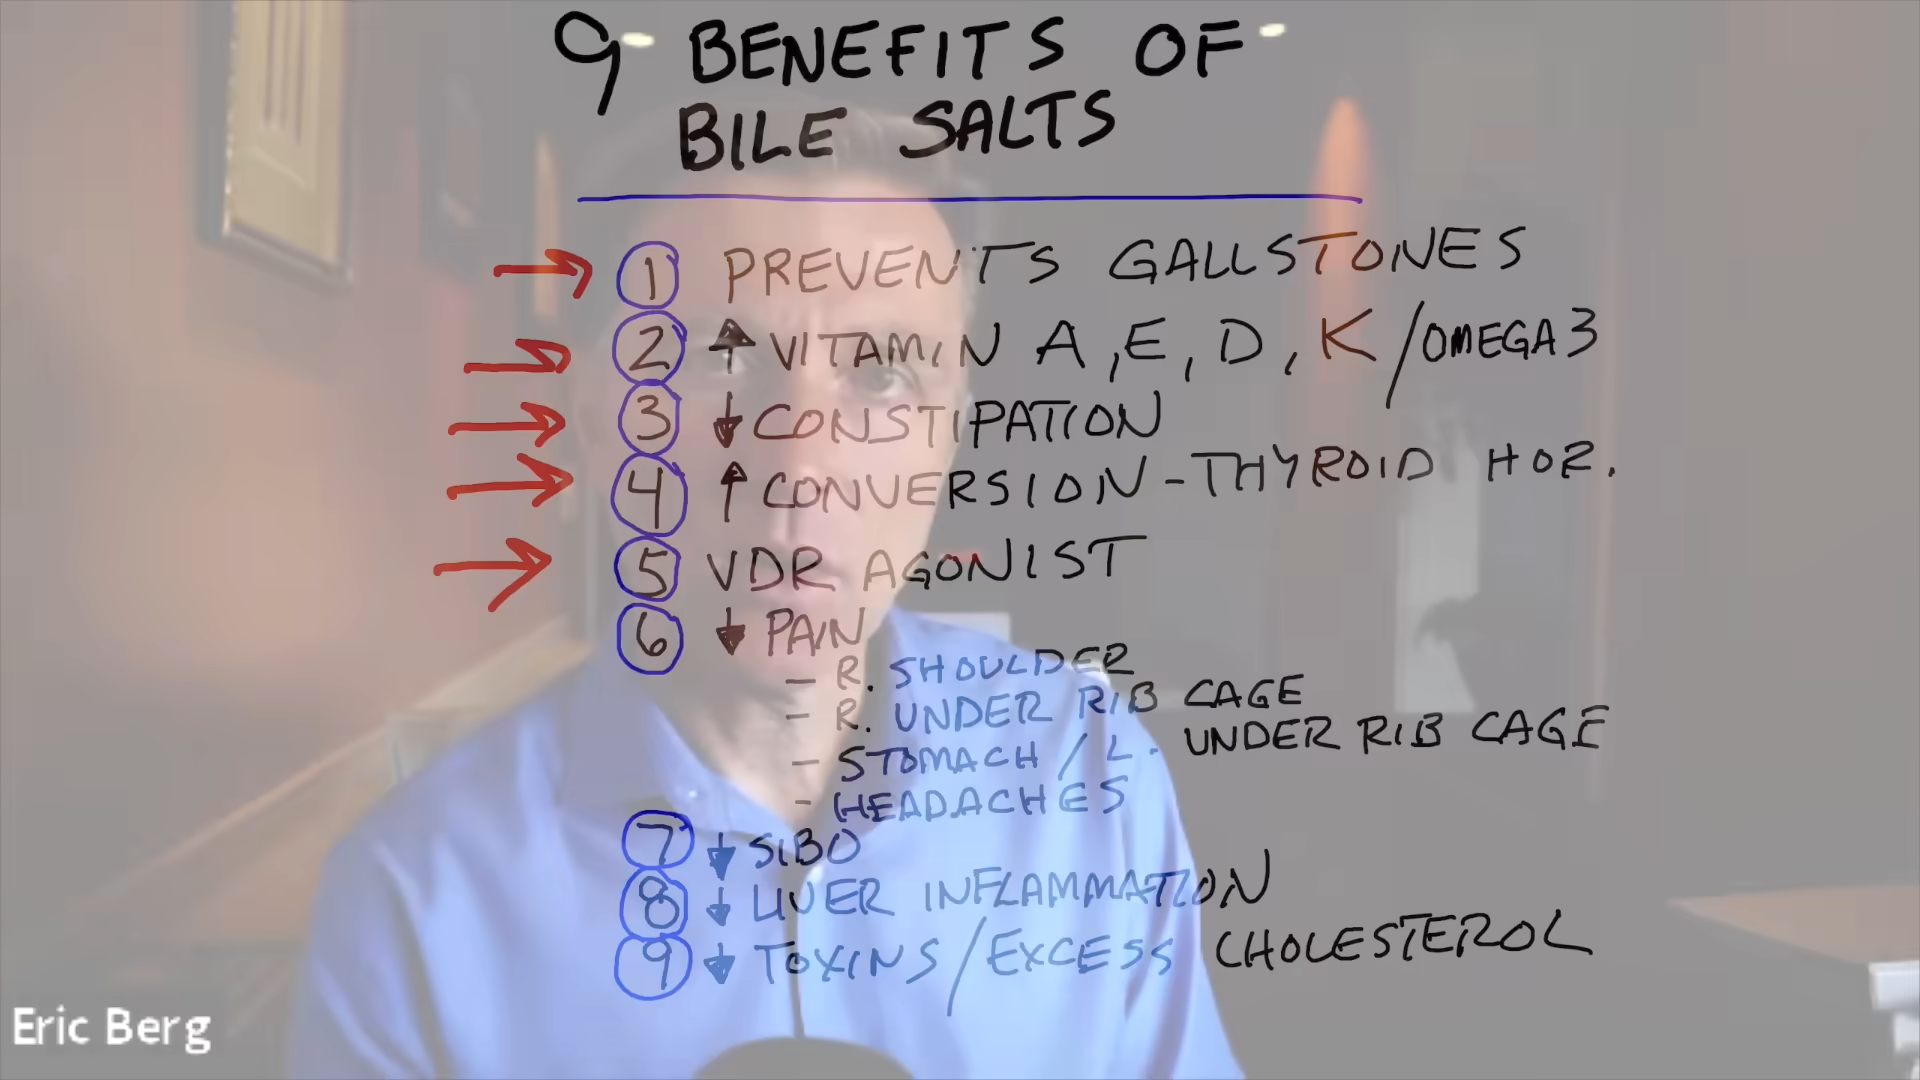 9 BENEFITS OF
BILE SALTS
1 PREVENTS GALLSTONES
2 ↑ VITAMIN A, E, D, K/OMEGA 3
3 ↓ CONSTIPATION
4 ↑ CONVERSION - THYROID HOR.
5 VDR AGONIST
6 ↓ PAIN
- R. SHOULDER
- R. UNDER RIB CAGE
- STOMACH / L. UNDER RIB CAGE
- HEADACHES
7 ↓ SIBO
8 ↓ LIVER INFLAMMATION
9 ↓ TOXINS/EXCESS CHOLESTEROL
Eric Berg